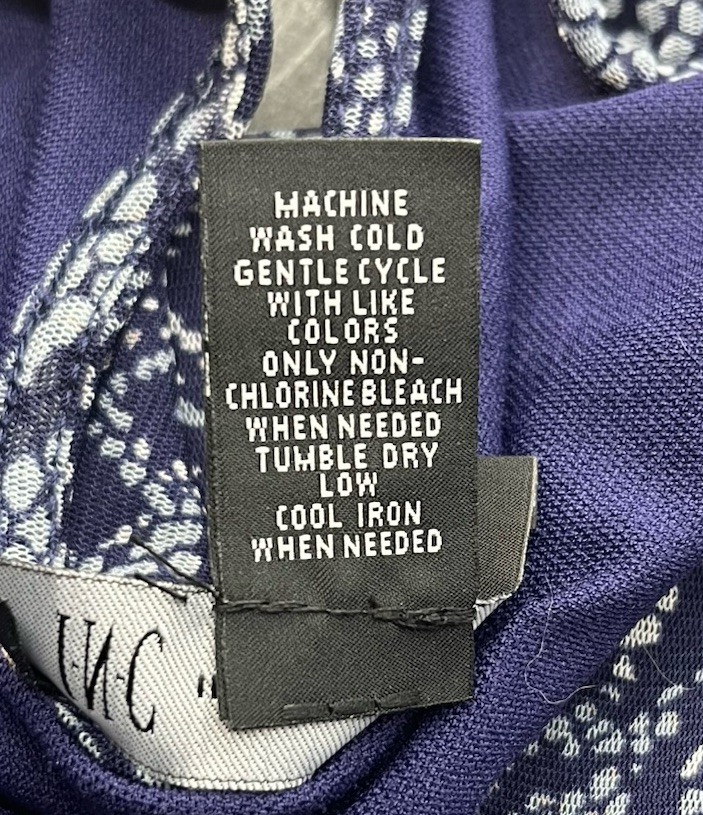 MACHINE
WASH COLD
GENTLE CYCLE
WITH LIKE
COLORS
ONLY NON-
CHLORINE BLEACH
WHEN NEEDED
TUMBLE DRY
LOW
COOL IRON
WHEN NEEDED
I·N·C